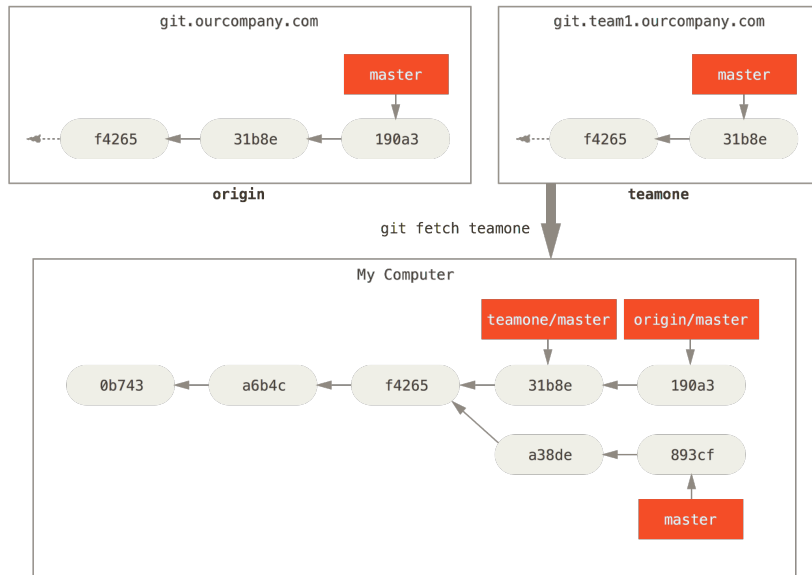 git.ourcompany.com
master
f4265
31b8e
190a3
origin
git.team1.ourcompany.com
master
f4265
31b8e
teamone
git fetch teamone
My Computer
teamone/master
origin/master
0b743
a6b4c
f4265
31b8e
190a3
a38de
893cf
master